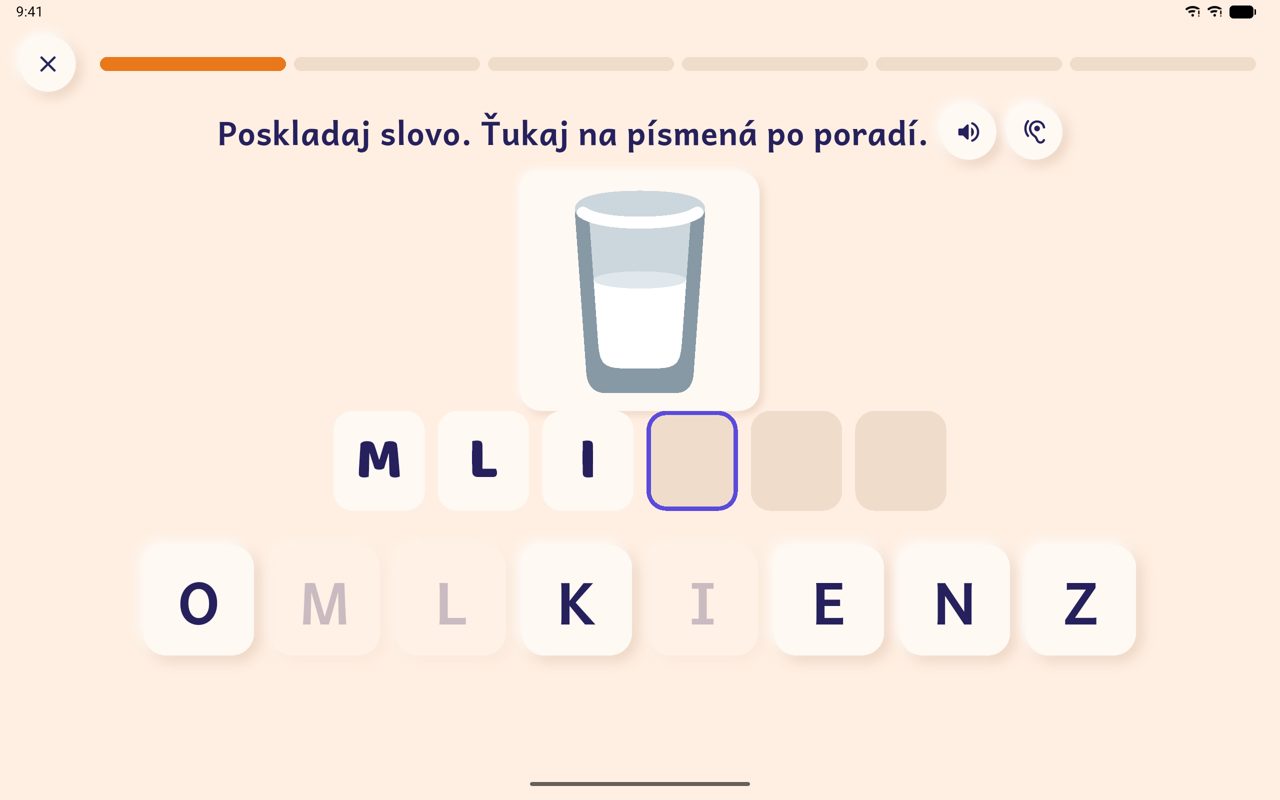 9:41
Poskladaj slovo. Ťukaj na písmená po poradí.
M L I
O M L K I E N Z